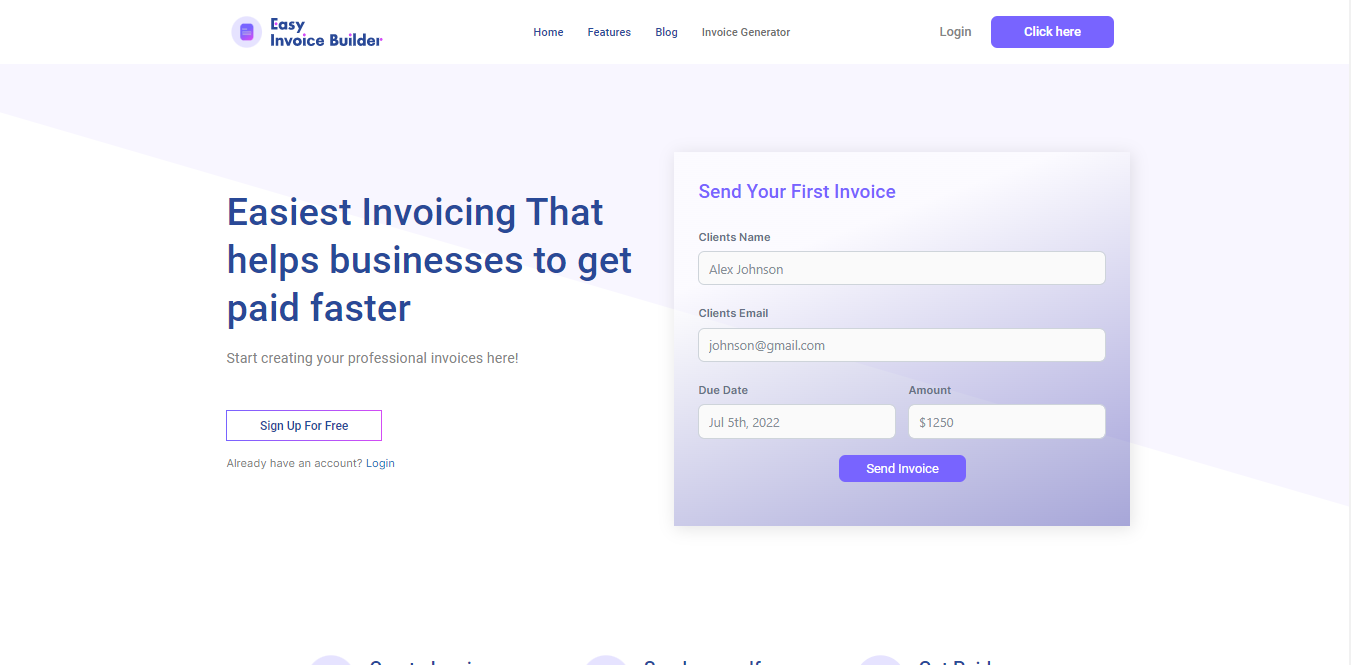 Easy
Invoice Builder
Home
Features
Blog
Invoice Generator
Login
Click here
Easiest Invoicing That
helps businesses to get
paid faster
Start creating your professional invoices here!
Sign Up For Free
Already have an account? Login
Send Your First Invoice
Clients Name
Alex Johnson
Clients Email
johnson@gmail.com
Due Date
Amount
Jul 5th, 2022
$1250
Send Invoice